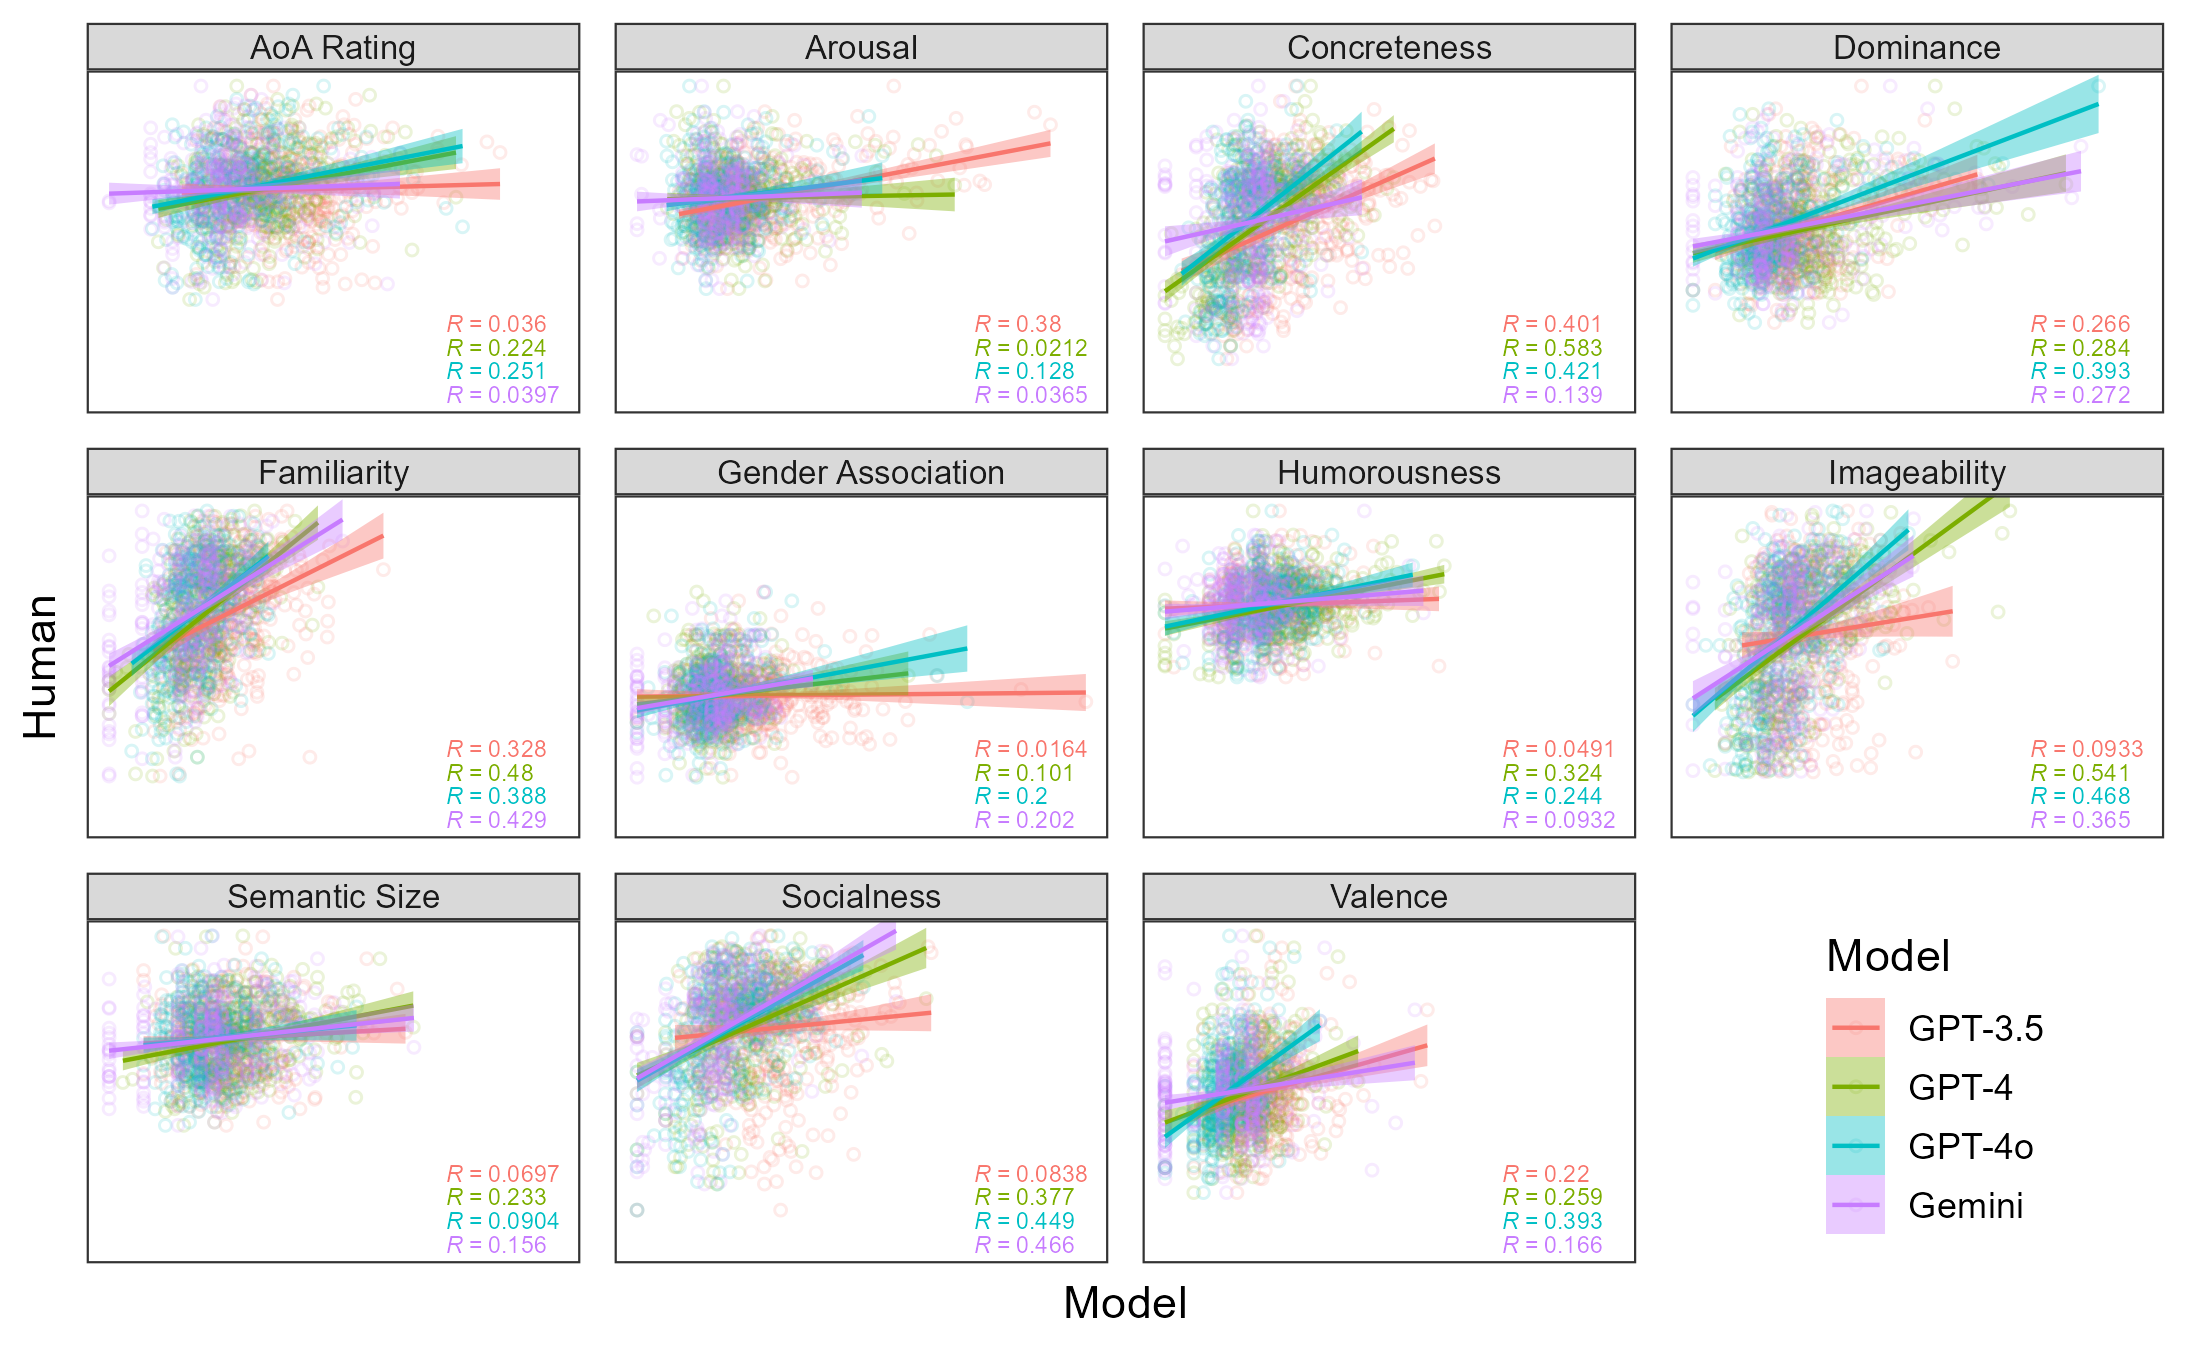 AoA Rating
R = 0.036
R = 0.224
R = 0.251
R = 0.0397
Arousal
R = 0.38
R = 0.0212
R = 0.128
R = 0.0365
Concreteness
R = 0.401
R = 0.583
R = 0.421
R = 0.139
Dominance
R = 0.266
R = 0.284
R = 0.393
R = 0.272
Familiarity
R = 0.328
R = 0.48
R = 0.388
R = 0.429
Gender Association
R = 0.0164
R = 0.101
R = 0.2
R = 0.202
Humorousness
R = 0.0491
R = 0.324
R = 0.244
R = 0.0932
Imageability
R = 0.0933
R = 0.541
R = 0.468
R = 0.365
Semantic Size
R = 0.0697
R = 0.233
R = 0.0904
R = 0.156
Socialness
R = 0.0838
R = 0.377
R = 0.449
R = 0.466
Valence
R = 0.22
R = 0.259
R = 0.393
R = 0.166
Model
GPT-3.5
GPT-4
GPT-4o
Gemini
Human
Model